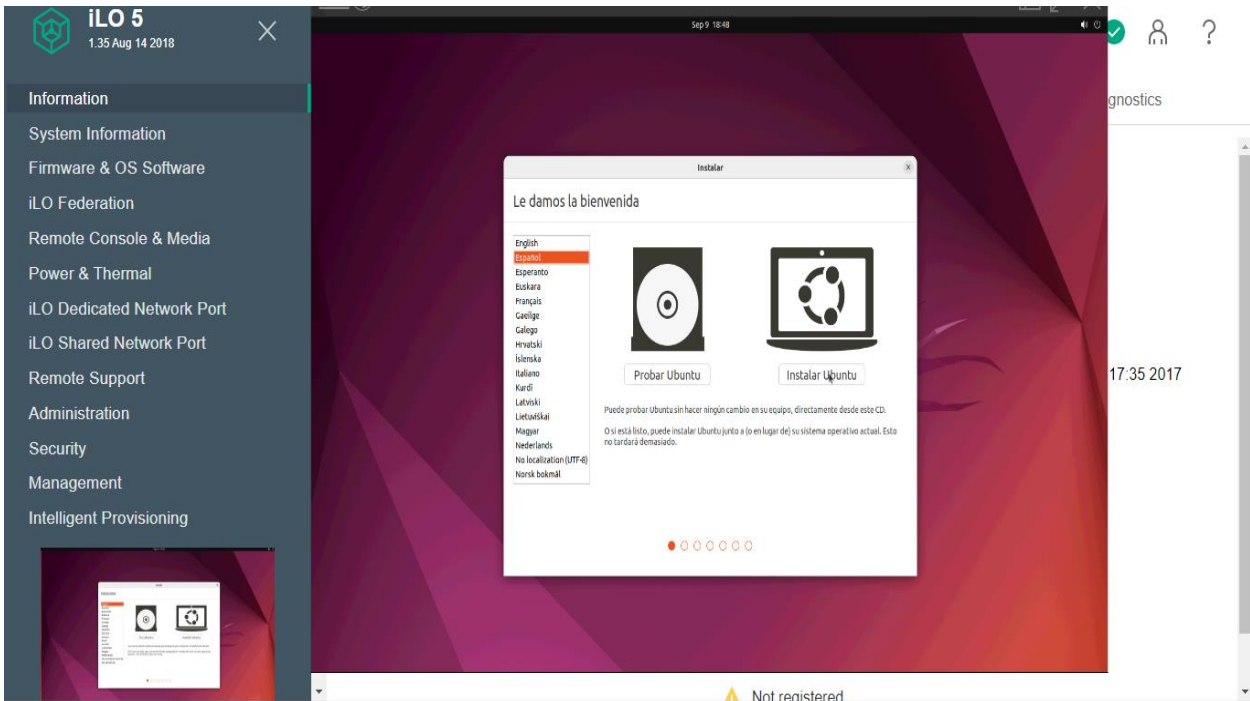 iLO 5
1.35 Aug 14 2018
Information
System Information
Firmware & OS Software
iLO Federation
Remote Console & Media
Power & Thermal
iLO Dedicated Network Port
iLO Shared Network Port
Remote Support
Administration
Security
Management
Intelligent Provisioning
Sep 9 18:48
Instalar
Le damos la bienvenida
English
Español
Esperanto
Euskara
Français
Gaeilge
Galego
Hrvatski
Íslenska
Italiano
Kurdî
Latviski
Lietuviškai
Magyar
Nederlands
No localization (UTF-8)
Norsk bokmål
Probar Ubuntu
Instalar Ubuntu
Puede probar Ubuntu sin hacer ningún cambio en su equipo, directamente desde este CD.
O si está listo, puede instalar Ubuntu junto a (o en lugar de) su sistema operativo actual. Esto
no tardará demasiado.
?
gnostics
17:35 2017
Not registered